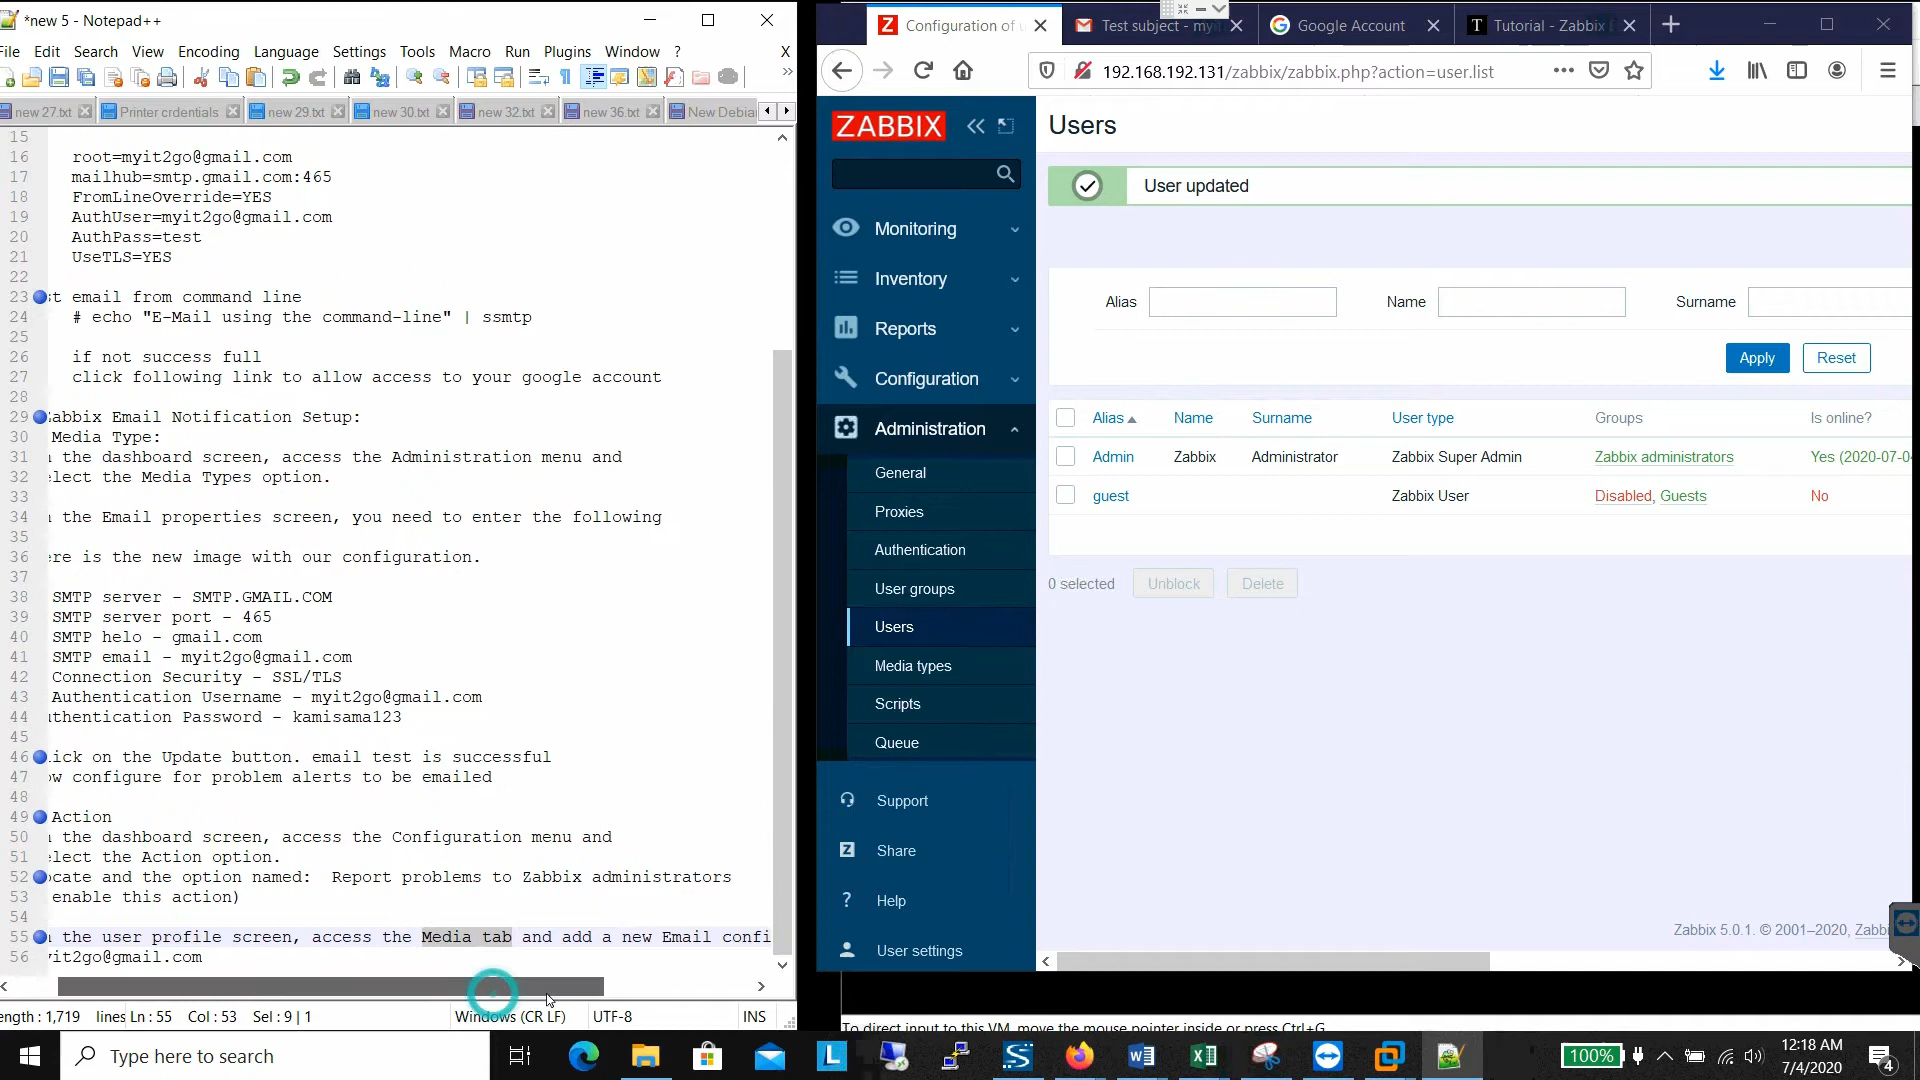 *new 5 - Notepad++
File Edit Search View Encoding Language Settings Tools Macro Run Plugins Window ? X
new 27.txt Printer crdentials new 29.txt new 30.txt new 32.txt new 36.txt New Debia
15
16 root=myit2go@gmail.com
17 mailhub=smtp.gmail.com:465
18 FromLineOverride=YES
19 AuthUser=myit2go@gmail.com
20 AuthPass=test
21 UseTLS=YES
22
23 st email from command line
24 # echo "E-Mail using the command-line" | ssmtp
25
26 if not success full
27 click following link to allow access to your google account
28
29 Zabbix Email Notification Setup:
30 Media Type:
31 n the dashboard screen, access the Administration menu and
32 elect the Media Types option.
33
34 n the Email properties screen, you need to enter the following
35
36 ere is the new image with our configuration.
37
38 SMTP server - SMTP.GMAIL.COM
39 SMTP server port - 465
40 SMTP helo - gmail.com
41 SMTP email - myit2go@gmail.com
42 Connection Security - SSL/TLS
43 Authentication Username - myit2go@gmail.com
44 uthentication Password - kamisama123
45
46 ick on the Update button. email test is successful
47 ow configure for problem alerts to be emailed
48
49 Action
50 n the dashboard screen, access the Configuration menu and
51 elect the Action option.
52 ocate and the option named: Report problems to Zabbix administrators
53 enable this action)
54
55 n the user profile screen, access the Media tab and add a new Email confi
56 yit2go@gmail.com
ength : 1,719 lines Ln : 55 Col : 53 Sel : 9 | 1 Windows (CR LF) UTF-8 INS
Configuration of u Test subject - myi Google Account Tutorial - Zabbix
192.168.192.131/zabbix/zabbix.php?action=user.list
ZABBIX
Monitoring
Inventory
Reports
Configuration
Administration
General
Proxies
Authentication
User groups
Users
Media types
Scripts
Queue
Support
Share
Help
User settings
Users
User updated
Alias Name Surname
Apply Reset
Alias Name Surname User type Groups Is online?
Admin Zabbix Administrator Zabbix Super Admin Zabbix administrators Yes (2020-07-04
guest Zabbix User Disabled, Guests No
0 selected Unblock Delete
Zabbix 5.0.1. © 2001–2020, Zabbi
To direct input to this VM, move the mouse pointer inside or press Ctrl+G.
Type here to search
100%
12:18 AM
7/4/2020
4